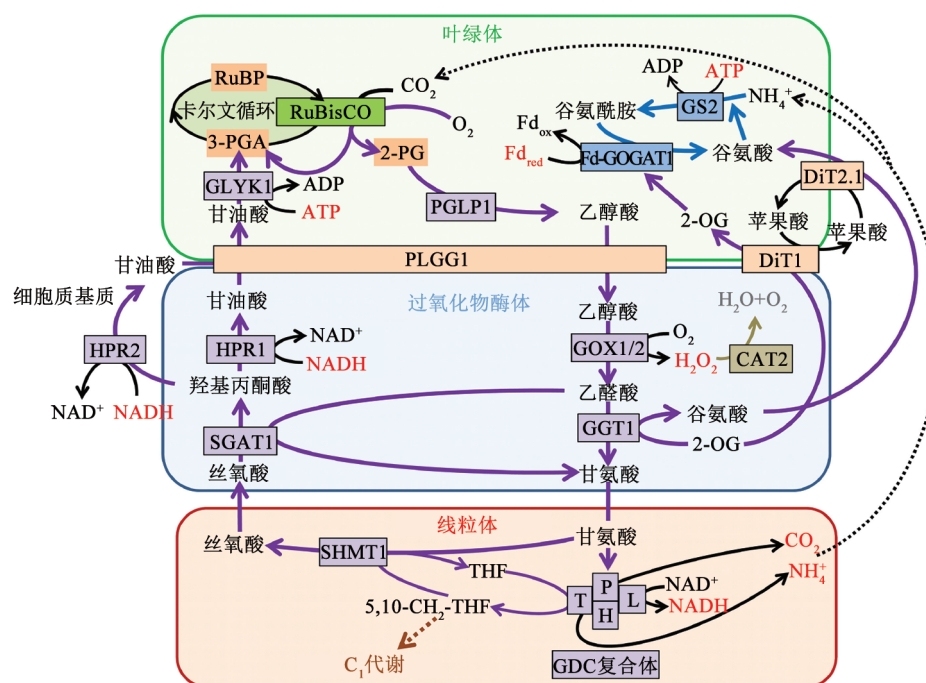 叶绿体
RuBP
CO₂
卡尔文循环
RuBisCO
O₂
3-PGA
2-PG
GLYK1
ADP
ATP
甘油酸
PGLP1
乙醇酸
ADP
ATP
GS2
NH₄⁺
谷氨酰胺
Fdox
Fdred
Fd-GOGAT1
谷氨酸
DiT2.1
2-OG
苹果酸
苹果酸
DiT1
PLGG1
甘油酸
细胞质基质
HPR2
NAD⁺
NADH
过氧化物酶体
甘油酸
HPR1
NAD⁺
NADH
羟基丙酮酸
SGAT1
丝氨酸
乙醇酸
GOX1/2
O₂
H₂O₂
H₂O+O₂
CAT2
乙醛酸
GGT1
谷氨酸
2-OG
甘氨酸
线粒体
丝氨酸
SHMT1
甘氨酸
THF
5,10-CH₂-THF
C₁代谢
T
P
H
L
NAD⁺
NADH
CO₂
NH₄⁺
GDC复合体